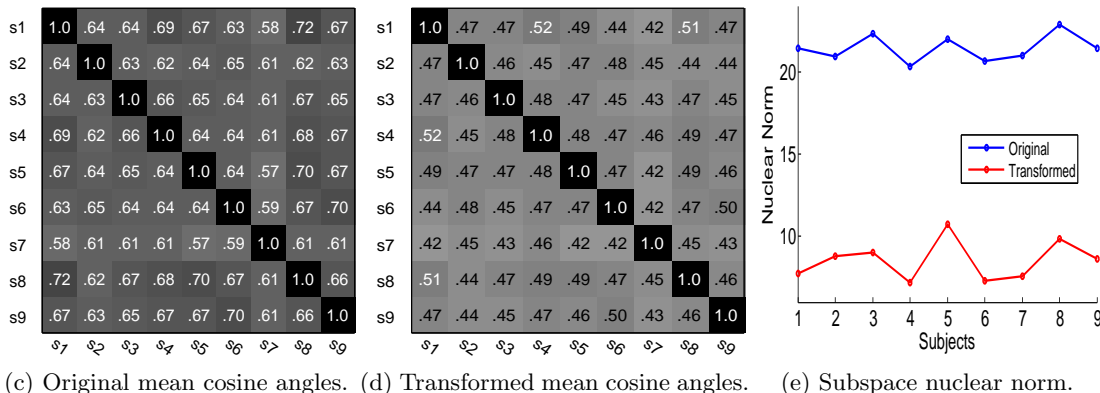 s1 1.0 .64 .64 .69 .67 .63 .58 .72 .67
s2 .64 1.0 .63 .62 .64 .65 .61 .62 .63
s3 .64 .63 1.0 .66 .65 .64 .61 .67 .65
s4 .69 .62 .66 1.0 .64 .64 .61 .68 .67
s5 .67 .64 .65 .64 1.0 .64 .57 .70 .67
s6 .63 .65 .64 .64 .64 1.0 .59 .67 .70
s7 .58 .61 .61 .61 .57 .59 1.0 .61 .61
s8 .72 .62 .67 .68 .70 .67 .61 1.0 .66
s9 .67 .63 .65 .67 .67 .70 .61 .66 1.0
s1 s2 s3 s4 s5 s6 s7 s8 s9
(c) Original mean cosine angles.
s1 1.0 .47 .47 .52 .49 .44 .42 .51 .47
s2 .47 1.0 .46 .45 .47 .48 .45 .44 .44
s3 .47 .46 1.0 .48 .47 .45 .43 .47 .45
s4 .52 .45 .48 1.0 .48 .47 .46 .49 .47
s5 .49 .47 .47 .48 1.0 .47 .42 .49 .46
s6 .44 .48 .45 .47 .47 1.0 .42 .47 .50
s7 .42 .45 .43 .46 .42 .42 1.0 .45 .43
s8 .51 .44 .47 .49 .49 .47 .45 1.0 .46
s9 .47 .44 .45 .47 .46 .50 .43 .46 1.0
s1 s2 s3 s4 s5 s6 s7 s8 s9
(d) Transformed mean cosine angles.
Nuclear Norm
20
15
10
Original
Transformed
1 2 3 4 5 6 7 8 9
Subjects
(e) Subspace nuclear norm.